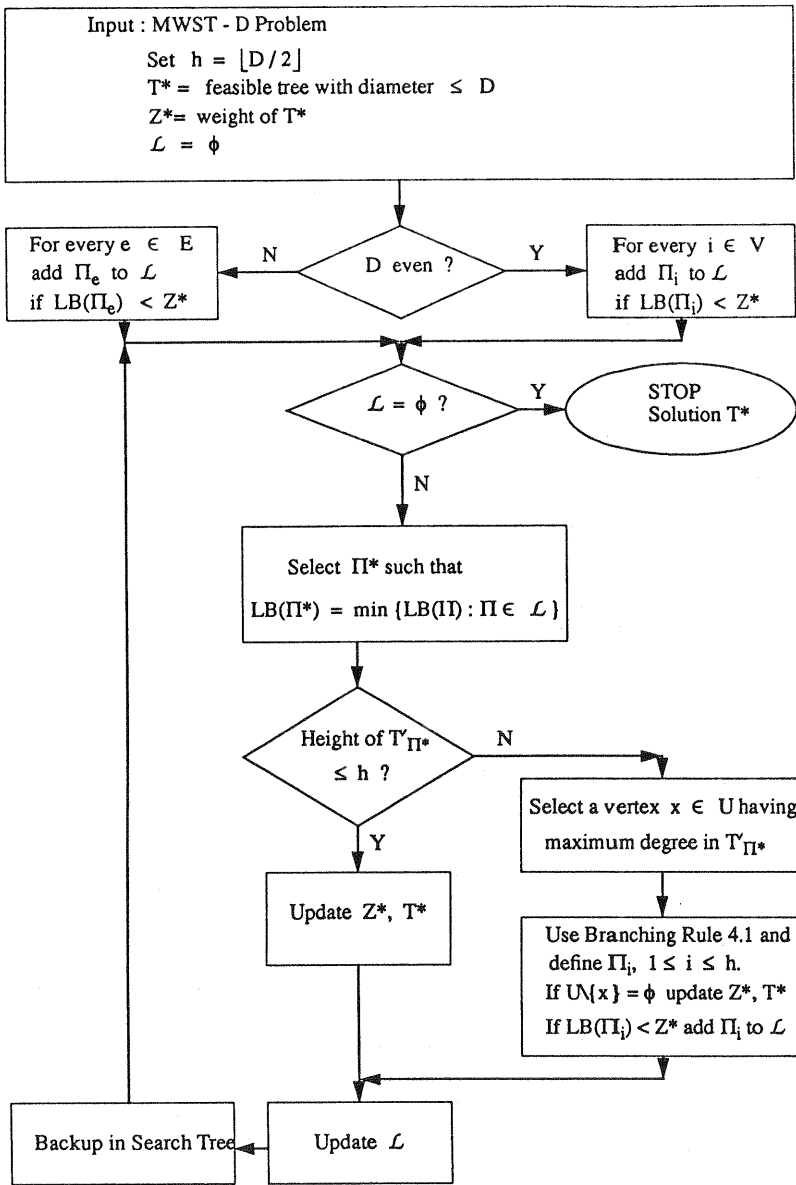 Input : MWST - D Problem
Set h = ⌊D / 2⌋
T* = feasible tree with diameter ≤ D
Z*= weight of T*
ℒ = ϕ
For every e ∈ E
add Π_e to ℒ
if LB(Π_e) < Z*
N
D even ?
Y
For every i ∈ V
add Π_i to ℒ
if LB(Π_i) < Z*
ℒ = ϕ ?
Y
STOP
Solution T*
N
Select Π* such that
LB(Π*) = min {LB(Π) : Π ∈ ℒ }
Height of T'_Π*
≤ h ?
N
Y
Select a vertex x ∈ U having
maximum degree in T'_Π*
Update Z*, T*
Use Branching Rule 4.1 and
define Π_i, 1 ≤ i ≤ h.
If U\{x} = ϕ update Z*, T*
If LB(Π_i) < Z* add Π_i to ℒ
Backup in Search Tree
Update ℒ